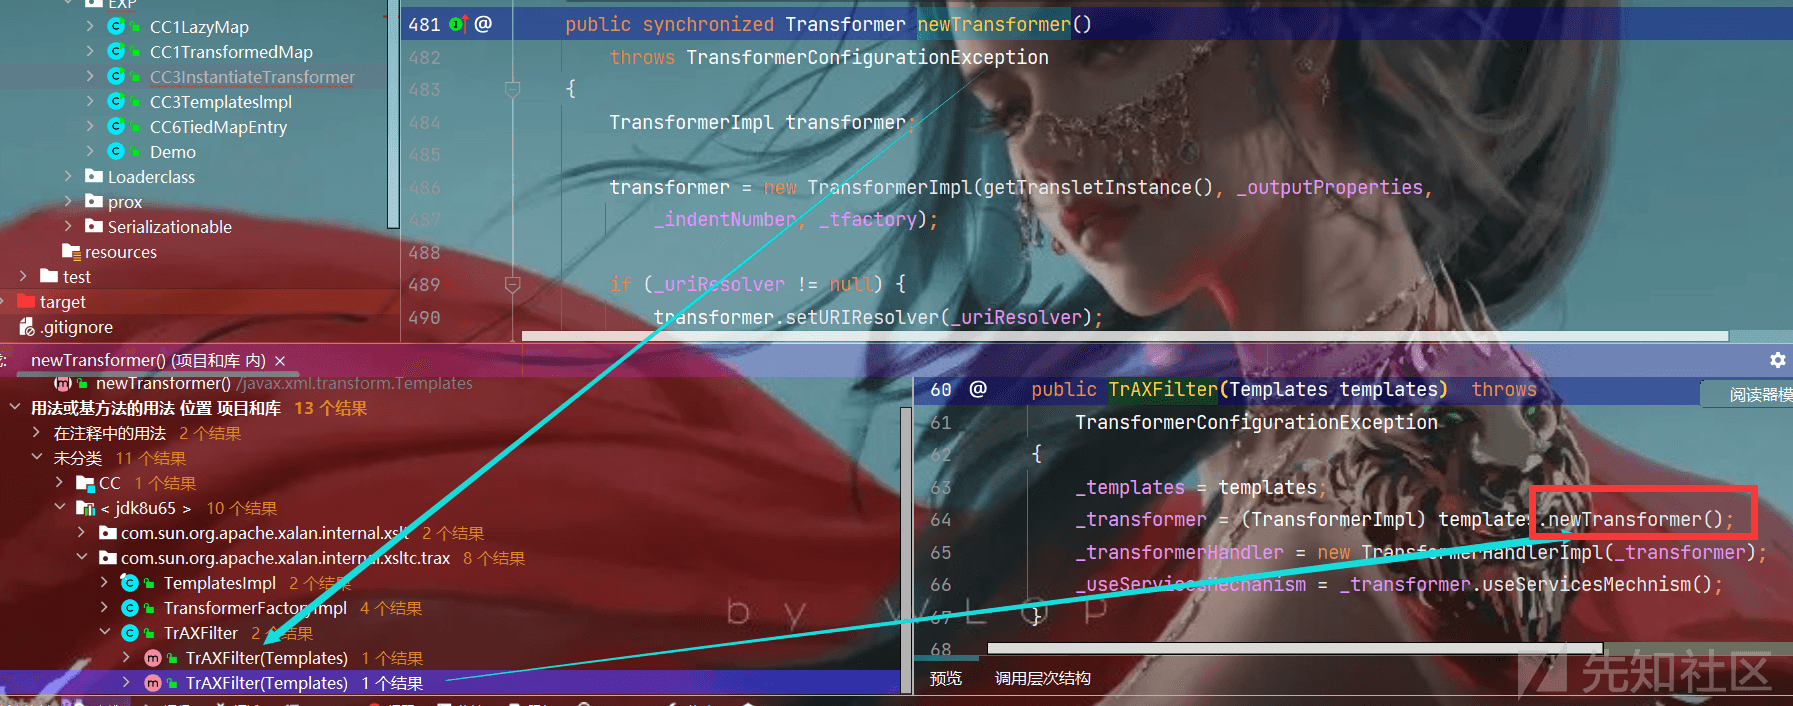 EXP
CC1LazyMap
CC1TransformedMap
CC3InstantiateTransformer
CC3TemplatesImpl
CC6TiedMapEntry
Demo
Loaderclass
prox
Serializationable
resources
test
target
.gitignore
481 @ public synchronized Transformer newTransformer()
482 throws TransformerConfigurationException
483 {
484 TransformerImpl transformer;
485
486 transformer = new TransformerImpl(getTransletInstance(), _outputProperties,
487 _indentNumber, _tfactory);
488
489 if (_uriResolver != null) {
490 transformer.setURIResolver(_uriResolver);
newTransformer() (项目和库 内) ×
newTransformer() /javax.xml.transform.Templates
用法或基方法的用法 位置 项目和库 13 个结果
在注释中的用法 2 个结果
未分类 11 个结果
CC 1 个结果
< jdk8u65 > 10 个结果
com.sun.org.apache.xalan.internal.xslt 2 个结果
com.sun.org.apache.xalan.internal.xsltc.trax 8 个结果
TemplatesImpl 2 个结果
TransformerFactoryImpl 4 个结果
TrAXFilter 2 个结果
TrAXFilter(Templates) 1 个结果
TrAXFilter(Templates) 1 个结果
60 @ public TrAXFilter(Templates templates) throws
61 TransformerConfigurationException
62 {
63 _templates = templates;
64 _transformer = (TransformerImpl) templates.newTransformer();
65 _transformerHandler = new TransformerHandlerImpl(_transformer);
66 _useServicesMechanism = _transformer.useServicesMechnism();
67 }
68
阅读器模
预览 调用层次结构
by WLOP
先知社区